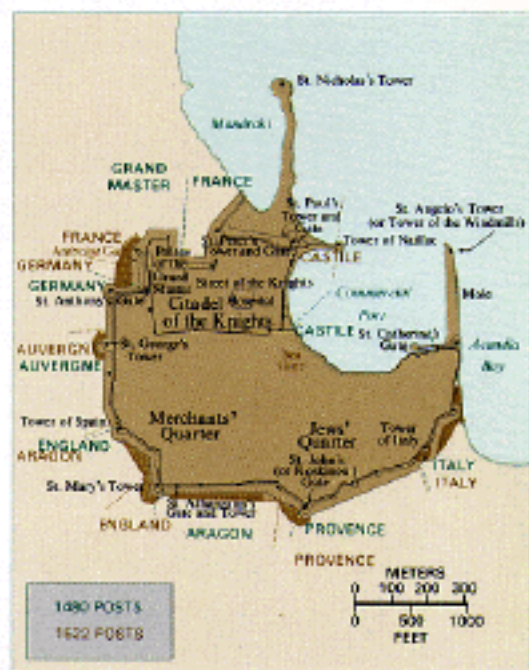 St. Nicholas's Tower
Mandraki
GRAND
MASTER
FRANCE
St. Paul's
Tower and
Gate
St. Angelo's Tower
(or Tower of the Windmills)
FRANCE
Tower of Naillac
GERMANY
Palace
of the
Grand
Master
St. Peter's
Tower and Gate
CASTILE
GERMANY
Street of the Knights
St. Anthony's Gate
Hospital
Citadel
of the Knights
Commercial
Port
Mole
CASTILE
St. Catherine's
Gate
Acandia
Bay
AUVERGNE
St. George's
Tower
AUVERGNE
Tower of Spain
Merchants'
Quarter
Jews'
Quarter
Tower
of Italy
ENGLAND
ARAGON
St. John's
(or Koskinou)
Gate
ITALY
ITALY
St. Mary's Tower
St. Athanasius's
Gate and Tower
ENGLAND
ARAGON
PROVENCE
PROVENCE
METERS
0 100 200 300
0 500 1000
FEET
1480 POSTS
1522 POSTS